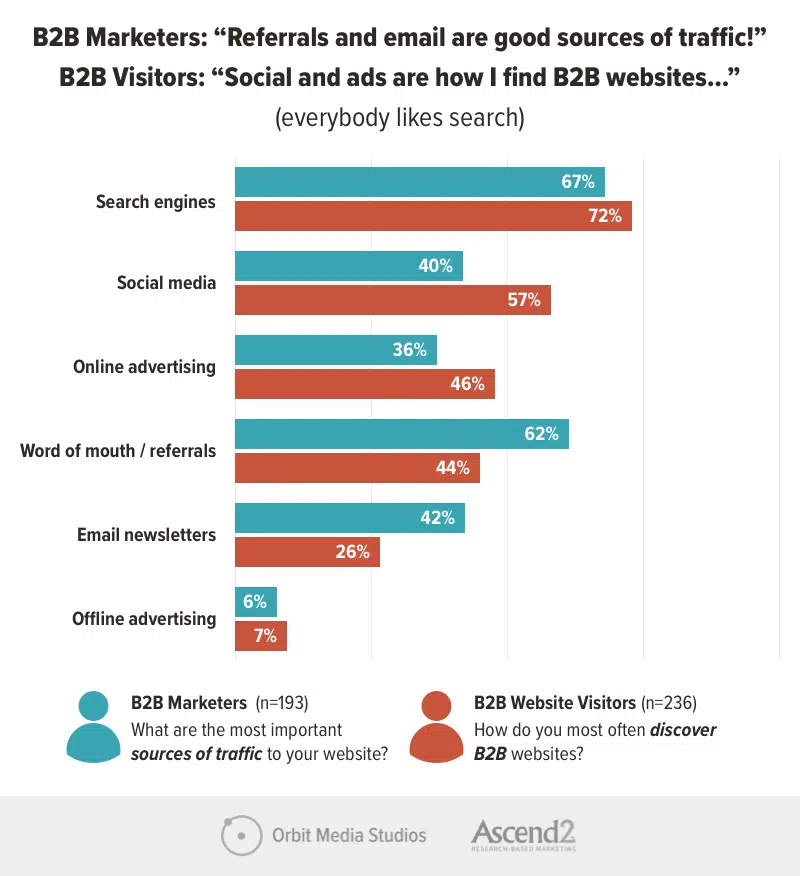 B2B Marketers: “Referrals and email are good sources of traffic!”
B2B Visitors: “Social and ads are how I find B2B websites...”
(everybody likes search)
Search engines
67%
72%
Social media
40%
57%
Online advertising
36%
46%
Word of mouth / referrals
62%
44%
Email newsletters
42%
26%
Offline advertising
6%
7%
B2B Marketers (n=193)
What are the most important
sources of traffic to your website?
B2B Website Visitors (n=236)
How do you most often discover
B2B websites?
Orbit Media Studios
Ascend2
RESEARCH-BASED MARKETING